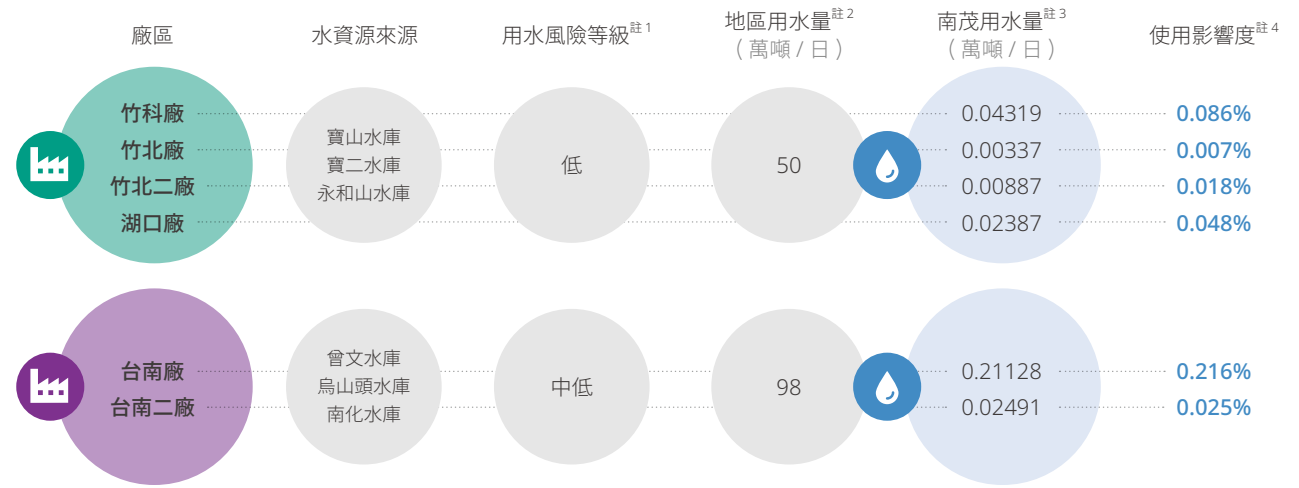 廠區 水資源來源 用水風險等級註1 地區用水量註2 南茂用水量註3 使用影響度註4
（萬噸 / 日） （萬噸 / 日）
竹科廠 0.04319 0.086%
寶山水庫
竹北廠 0.00337 0.007%
寶二水庫 低 50
竹北二廠 0.00887 0.018%
永和山水庫
湖口廠 0.02387 0.048%
曾文水庫
台南廠 0.21128 0.216%
烏山頭水庫 中低 98
台南二廠 0.02491 0.025%
南化水庫